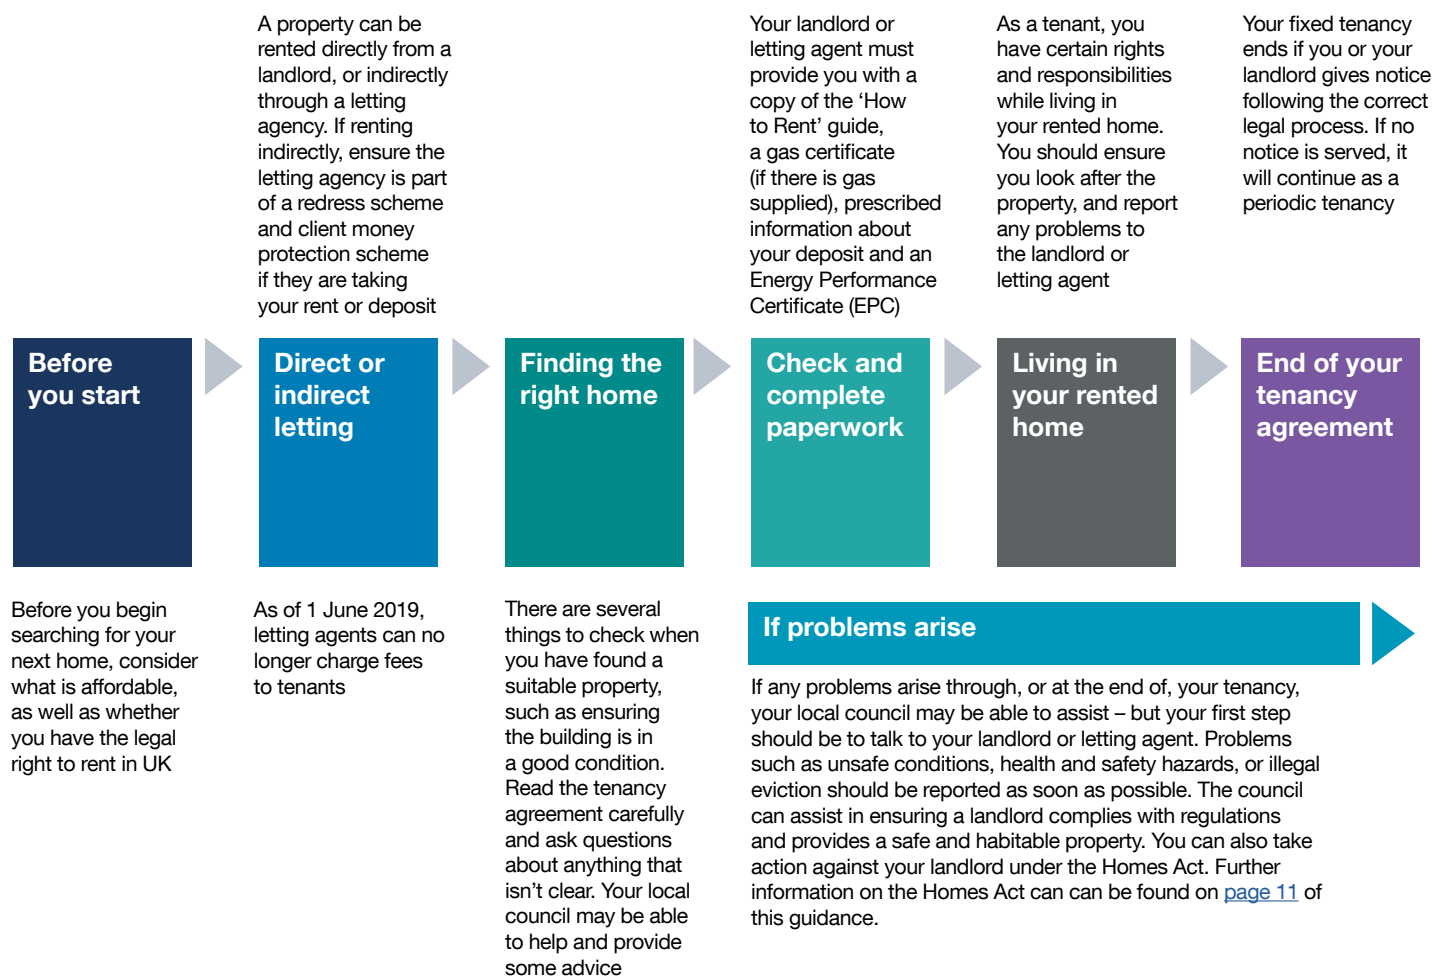 A property can be
rented directly from a
landlord, or indirectly
through a letting
agency. If renting
indirectly, ensure the
letting agency is part
of a redress scheme
and client money
protection scheme
if they are taking
your rent or deposit
Your landlord or
letting agent must
provide you with a
copy of the ‘How
to Rent’ guide,
a gas certificate
(if there is gas
supplied), prescribed
information about
your deposit and an
Energy Performance
Certificate (EPC)
As a tenant, you
have certain rights
and responsibilities
while living in
your rented home.
You should ensure
you look after the
property, and report
any problems to
the landlord or
letting agent
Your fixed tenancy
ends if you or your
landlord gives notice
following the correct
legal process. If no
notice is served, it
will continue as a
periodic tenancy
Before
you start
Direct or
indirect
letting
Finding the
right home
Check and
complete
paperwork
Living in
your rented
home
End of your
tenancy
agreement
Before you begin
searching for your
next home, consider
what is affordable,
as well as whether
you have the legal
right to rent in UK
As of 1 June 2019,
letting agents can no
longer charge fees
to tenants
There are several
things to check when
you have found a
suitable property,
such as ensuring
the building is in
a good condition.
Read the tenancy
agreement carefully
and ask questions
about anything that
isn’t clear. Your local
council may be able
to help and provide
some advice
If problems arise
If any problems arise through, or at the end of, your tenancy,
your local council may be able to assist – but your first step
should be to talk to your landlord or letting agent. Problems
such as unsafe conditions, health and safety hazards, or illegal
eviction should be reported as soon as possible. The council
can assist in ensuring a landlord complies with regulations
and provides a safe and habitable property. You can also take
action against your landlord under the Homes Act. Further
information on the Homes Act can can be found on page 11 of
this guidance.